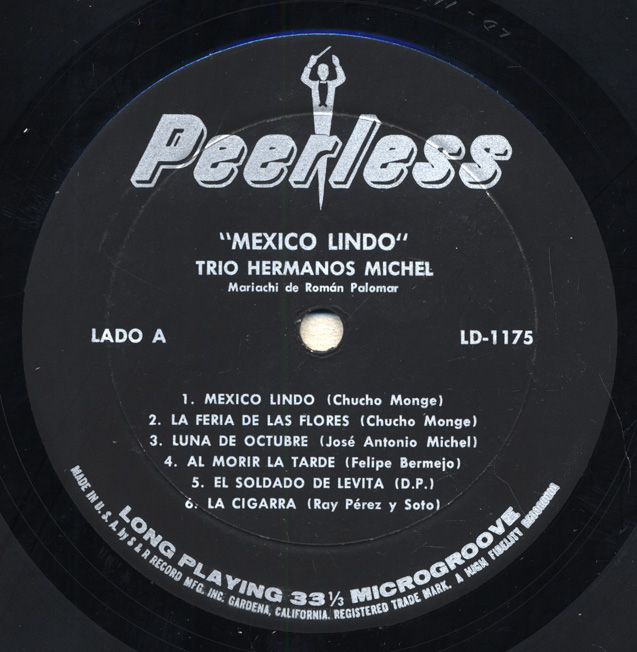 Peerless
"MEXICO LINDO"
TRIO HERMANOS MICHEL
Mariachi de Román Palomar
LADO A
LD-1175
1. MEXICO LINDO (Chucho Monge)
2. LA FERIA DE LAS FLORES (Chucho Monge)
3. LUNA DE OCTUBRE (José Antonio Michel)
4. AL MORIR LA TARDE (Felipe Bermejo)
5. EL SOLDADO DE LEVITA (D.P.)
6. LA CIGARRA (Ray Pérez y Soto)
LONG PLAYING 33⅓ MICROGROOVE
MADE IN U.S.A. by S & R RECORD MFG. INC. GARDENA, CALIFORNIA. REGISTERED TRADE MARK. A HIGH FIDELITY RECORDING